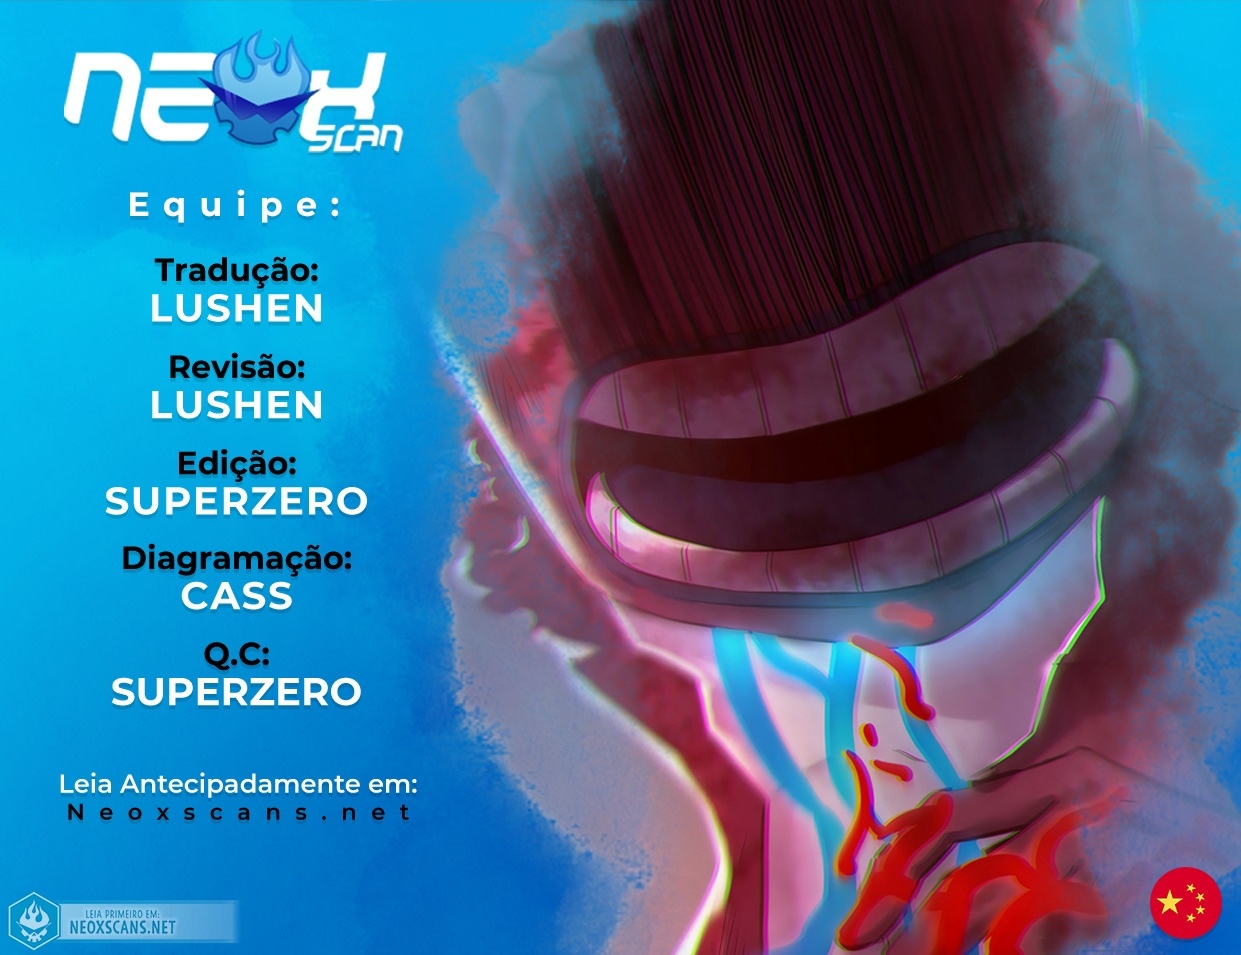 NEOX
SCAN
Equipe:
Tradução:
LUSHEN
Revisão:
LUSHEN
Edição:
SUPERZERO
Diagramação:
CASS
Q.C:
SUPERZERO
Leia Antecipadamente em:
Neoxscans.net
LEIA PRIMEIRO EM:
NEOXSCANS.NET